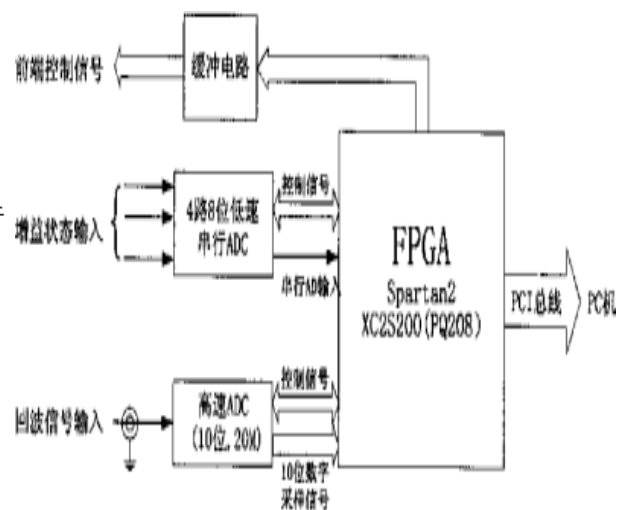 前端控制信号
缓冲电路
增益状态输入
4路8位低速
串行ADC
控制信号
串行AD输入
FPGA
Spartan2
XC2S200(PQ208)
PCI总线
PC机
回波信号输入
高速ADC
(10位,20M)
控制信号
10位数字
采样信号